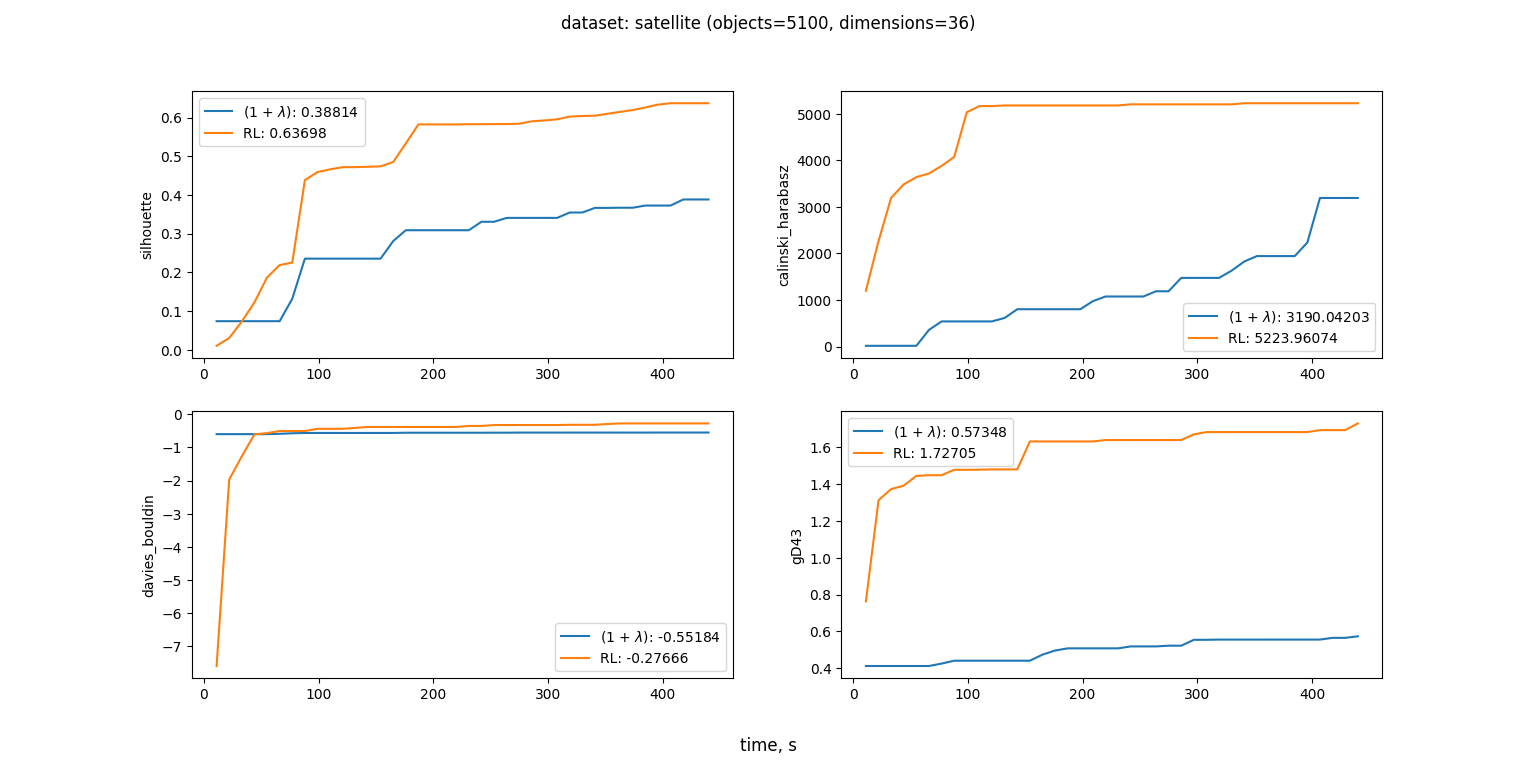 dataset: satellite (objects=5100, dimensions=36)
silhouette
0.6
0.5
0.4
0.3
0.2
0.1
0.0
(1 + λ): 0.38814
RL: 0.63698
0 100 200 300 400
calinski_harabasz
5000
4000
3000
2000
1000
0
(1 + λ): 3190.04203
RL: 5223.96074
0 100 200 300 400
davies_bouldin
0
−1
−2
−3
−4
−5
−6
−7
(1 + λ): -0.55184
RL: -0.27666
0 100 200 300 400
gD43
1.6
1.4
1.2
1.0
0.8
0.6
0.4
(1 + λ): 0.57348
RL: 1.72705
0 100 200 300 400
time, s